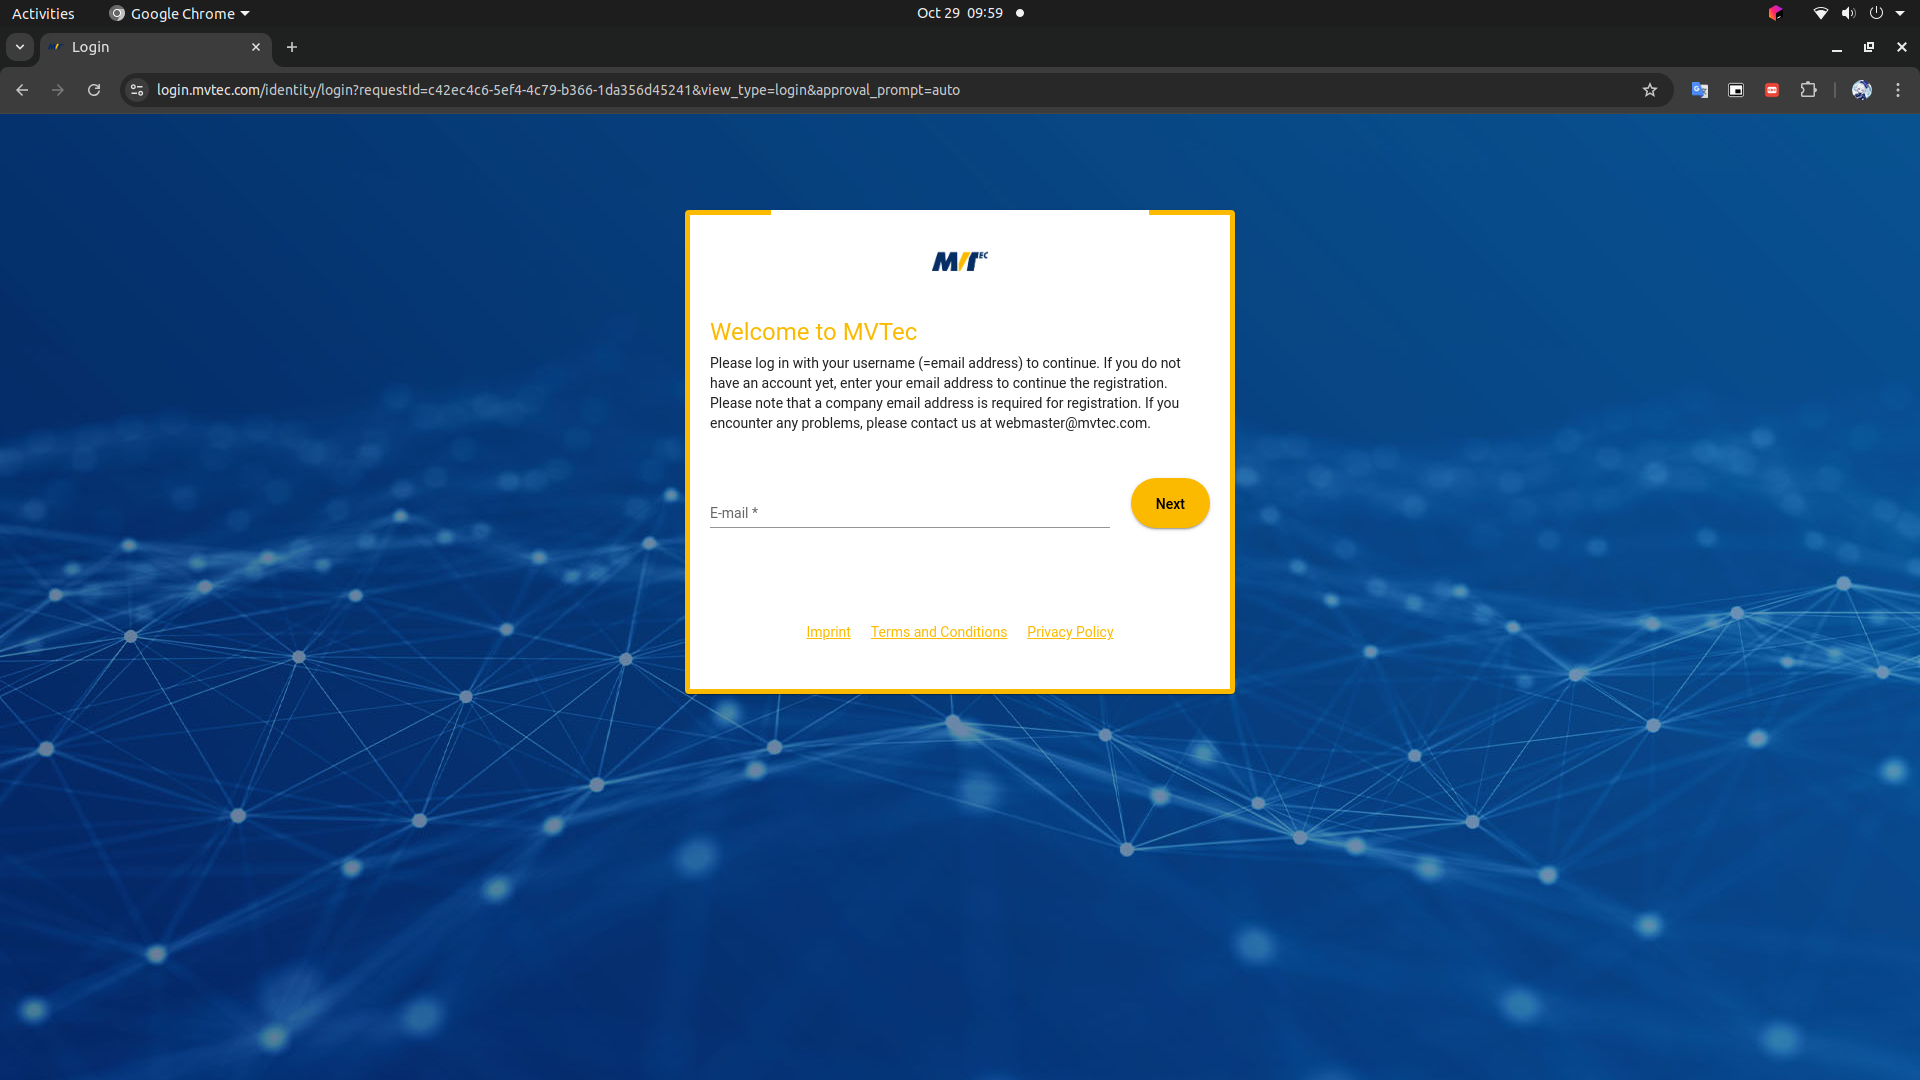 Activities Google Chrome Oct 29 09:59
Login
login.mvtec.com/identity/login?requestId=c42ec4c6-5ef4-4c79-b366-1da356d45241&view_type=login&approval_prompt=auto
MVTEC
Welcome to MVTec
Please log in with your username (=email address) to continue. If you do not
have an account yet, enter your email address to continue the registration.
Please note that a company email address is required for registration. If you
encounter any problems, please contact us at webmaster@mvtec.com.
E-mail *
Next
Imprint Terms and Conditions Privacy Policy